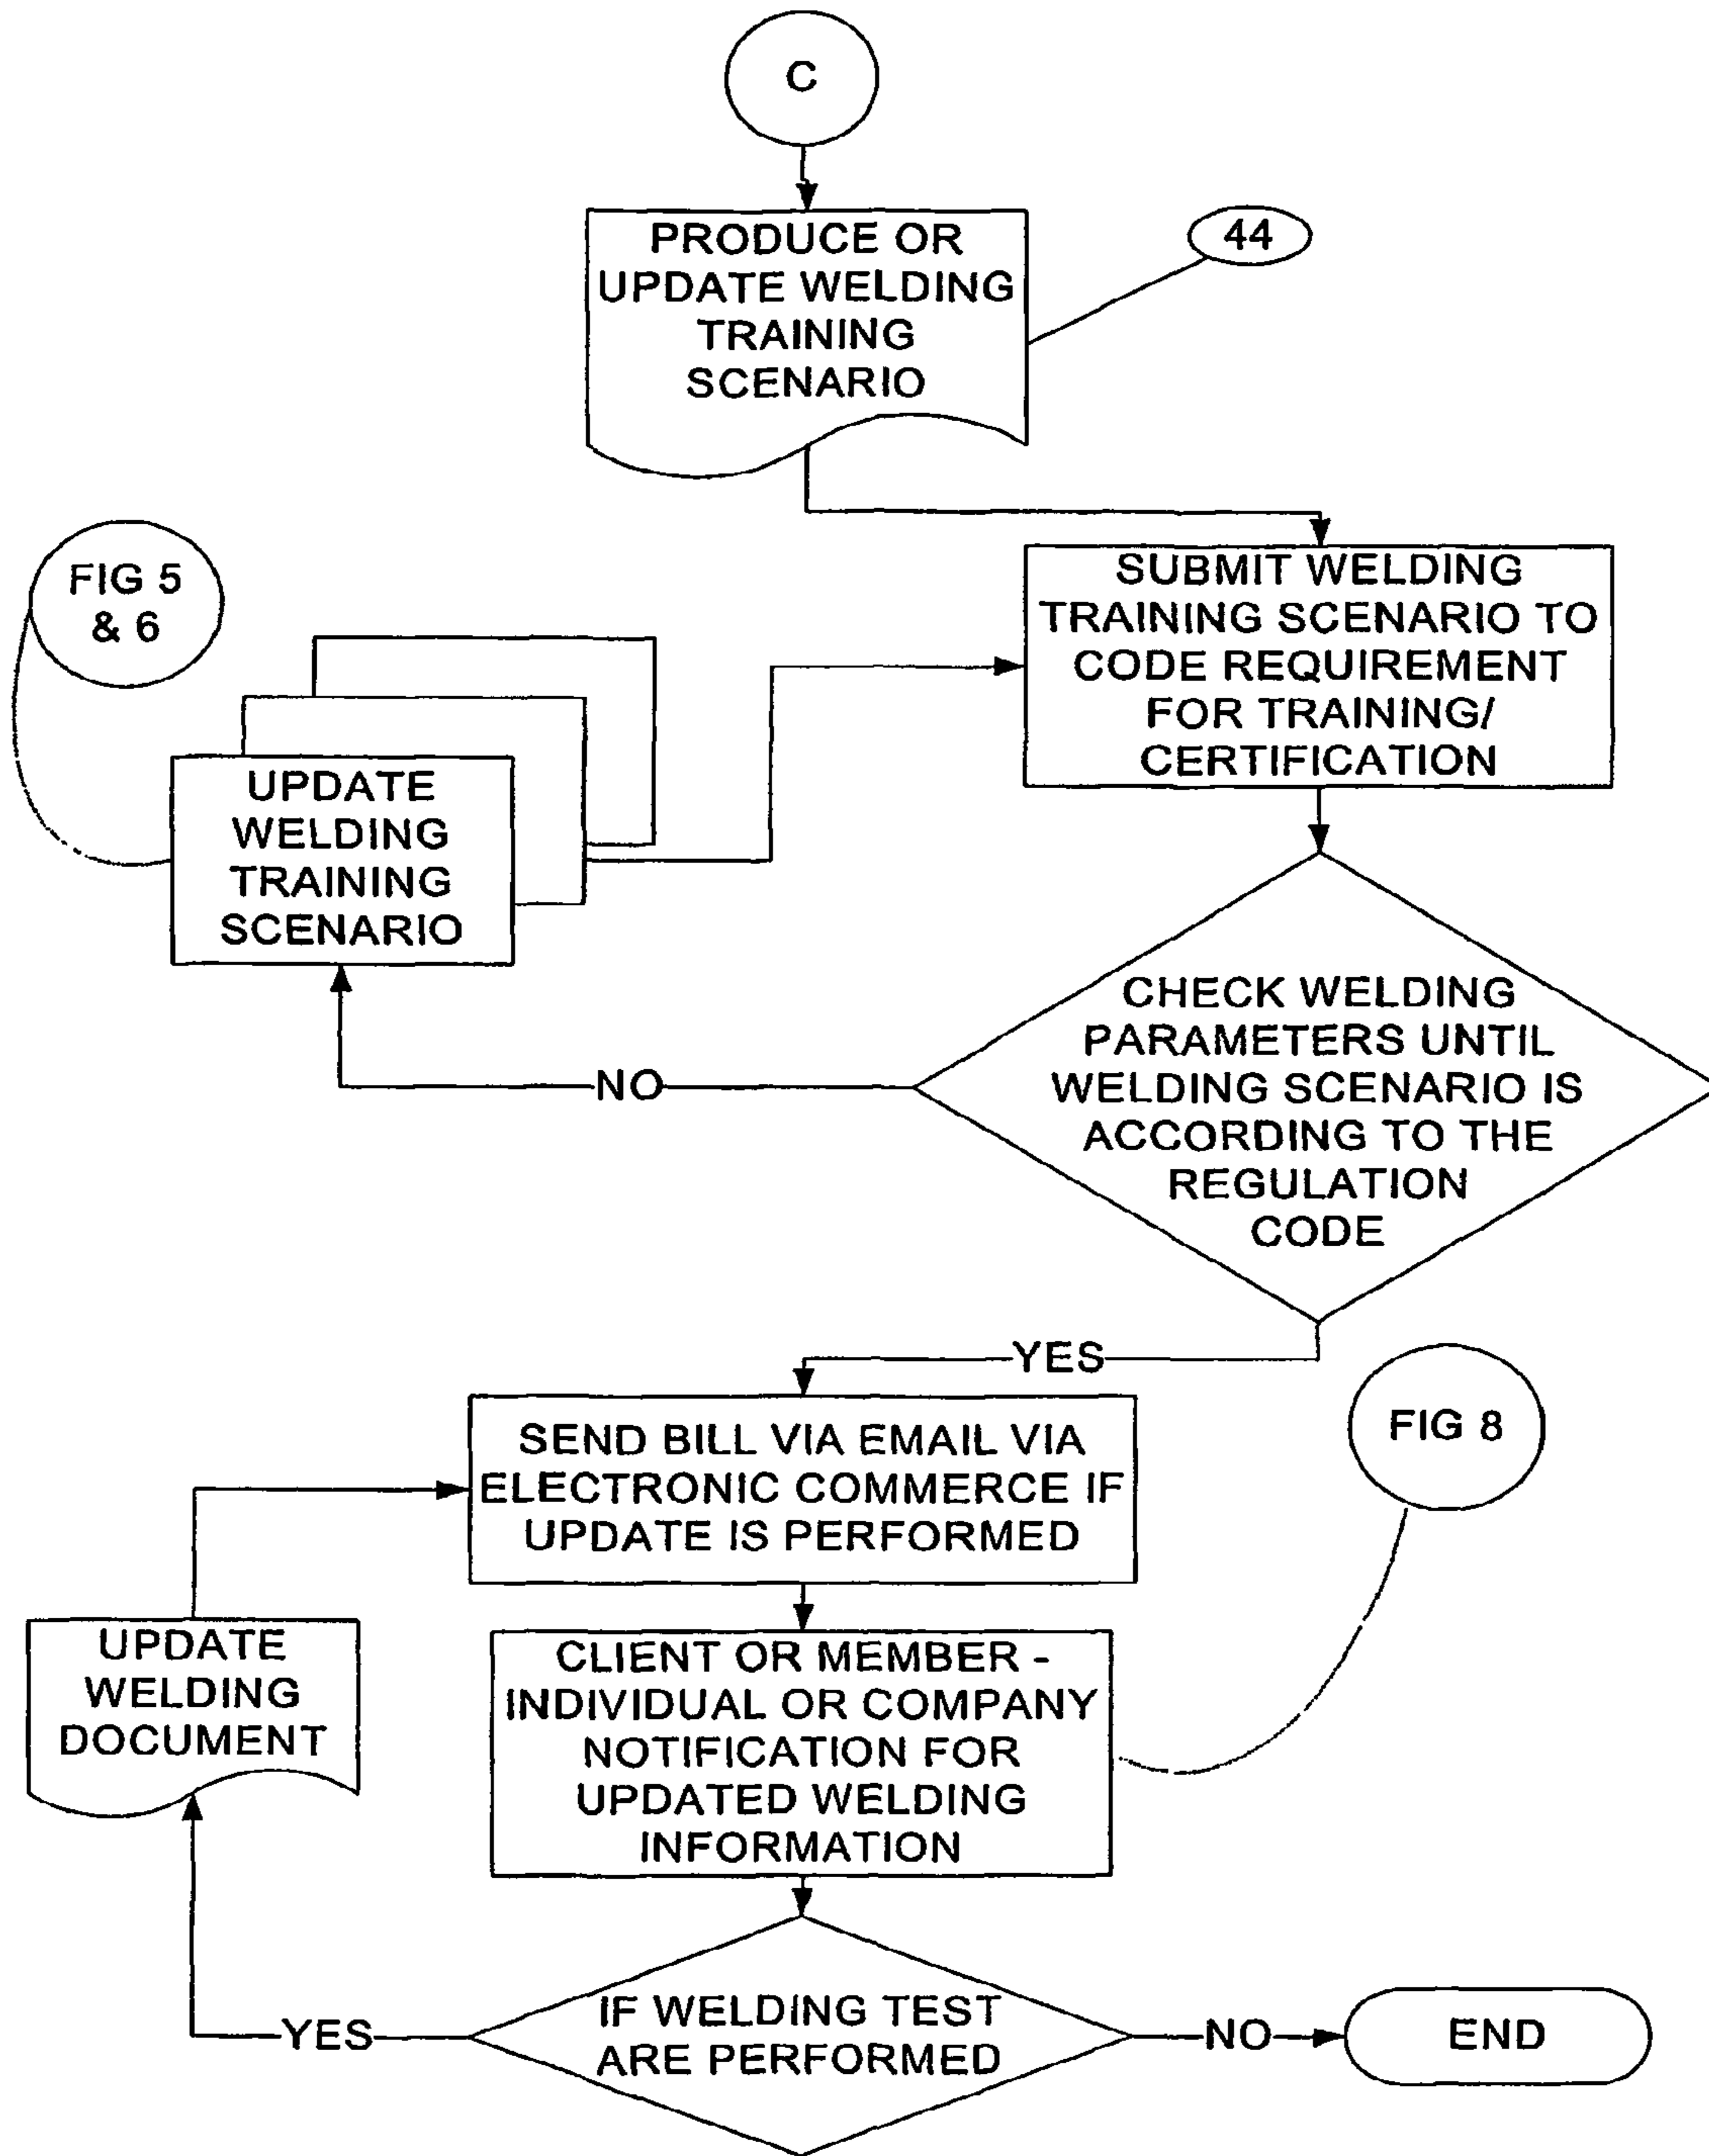 C
PRODUCE OR
UPDATE WELDING
TRAINING
SCENARIO
44
FIG 5
& 6
SUBMIT WELDING
TRAINING SCENARIO TO
CODE REQUIREMENT
FOR TRAINING/
CERTIFICATION
UPDATE
WELDING
TRAINING
SCENARIO
CHECK WELDING
PARAMETERS UNTIL
WELDING SCENARIO IS
ACCORDING TO THE
REGULATION
CODE
NO
YES
SEND BILL VIA EMAIL VIA
ELECTRONIC COMMERCE IF
UPDATE IS PERFORMED
FIG 8
UPDATE
WELDING
DOCUMENT
CLIENT OR MEMBER -
INDIVIDUAL OR COMPANY
NOTIFICATION FOR
UPDATED WELDING
INFORMATION
IF WELDING TEST
ARE PERFORMED
YES
NO
END